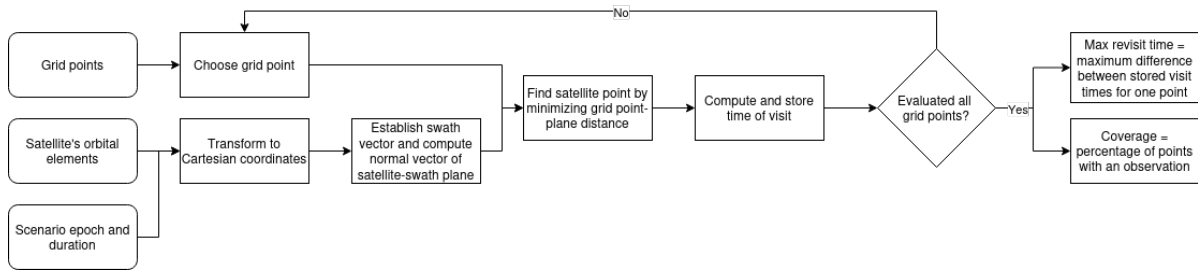 No
Grid points
Choose grid point
Satellite's orbital
elements
Transform to
Cartesian coordinates
Establish swath
vector and compute
normal vector of
satellite-swath plane
Scenario epoch and
duration
Find satellite point by
minimizing grid point-
plane distance
Compute and store
time of visit
Evaluated all
grid points?
Yes
Max revisit time =
maximum difference
between stored visit
times for one point
Coverage =
percentage of points
with an observation